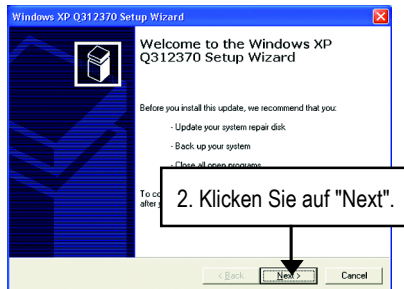 Windows XP Q312370 Setup Wizard
Welcome to the Windows XP
Q312370 Setup Wizard
Before you install this update, we recommend that you:
- Update your system repair disk
- Back up your system
- Close all open programs
To
after
2. Klicken Sie auf "Next".
< Back
Next >
Cancel